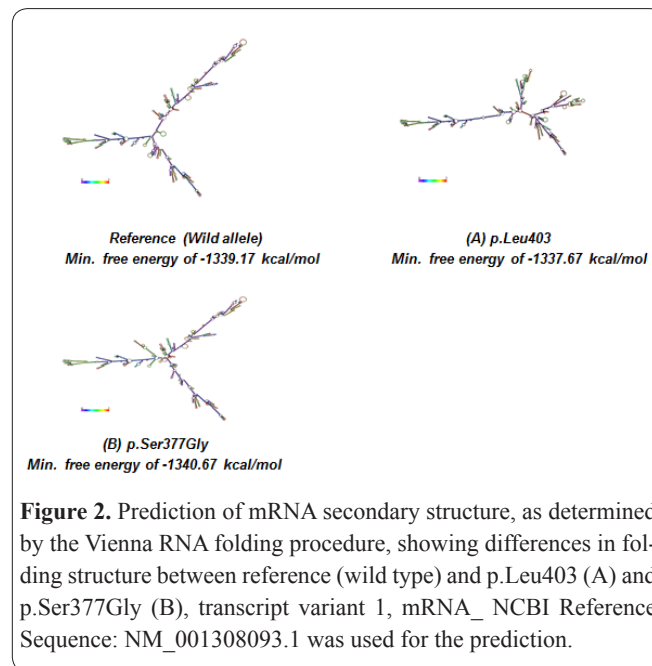 Reference (Wild allele)
Min. free energy of -1339.17 kcal/mol
(A) p.Leu403
Min. free energy of -1337.67 kcal/mol
(B) p.Ser377Gly
Min. free energy of -1340.67 kcal/mol
Figure 2. Prediction of mRNA secondary structure, as determined
by the Vienna RNA folding procedure, showing differences in fol-
ding structure between reference (wild type) and p.Leu403 (A) and
p.Ser377Gly (B), transcript variant 1, mRNA_ NCBI Reference
Sequence: NM_001308093.1 was used for the prediction.